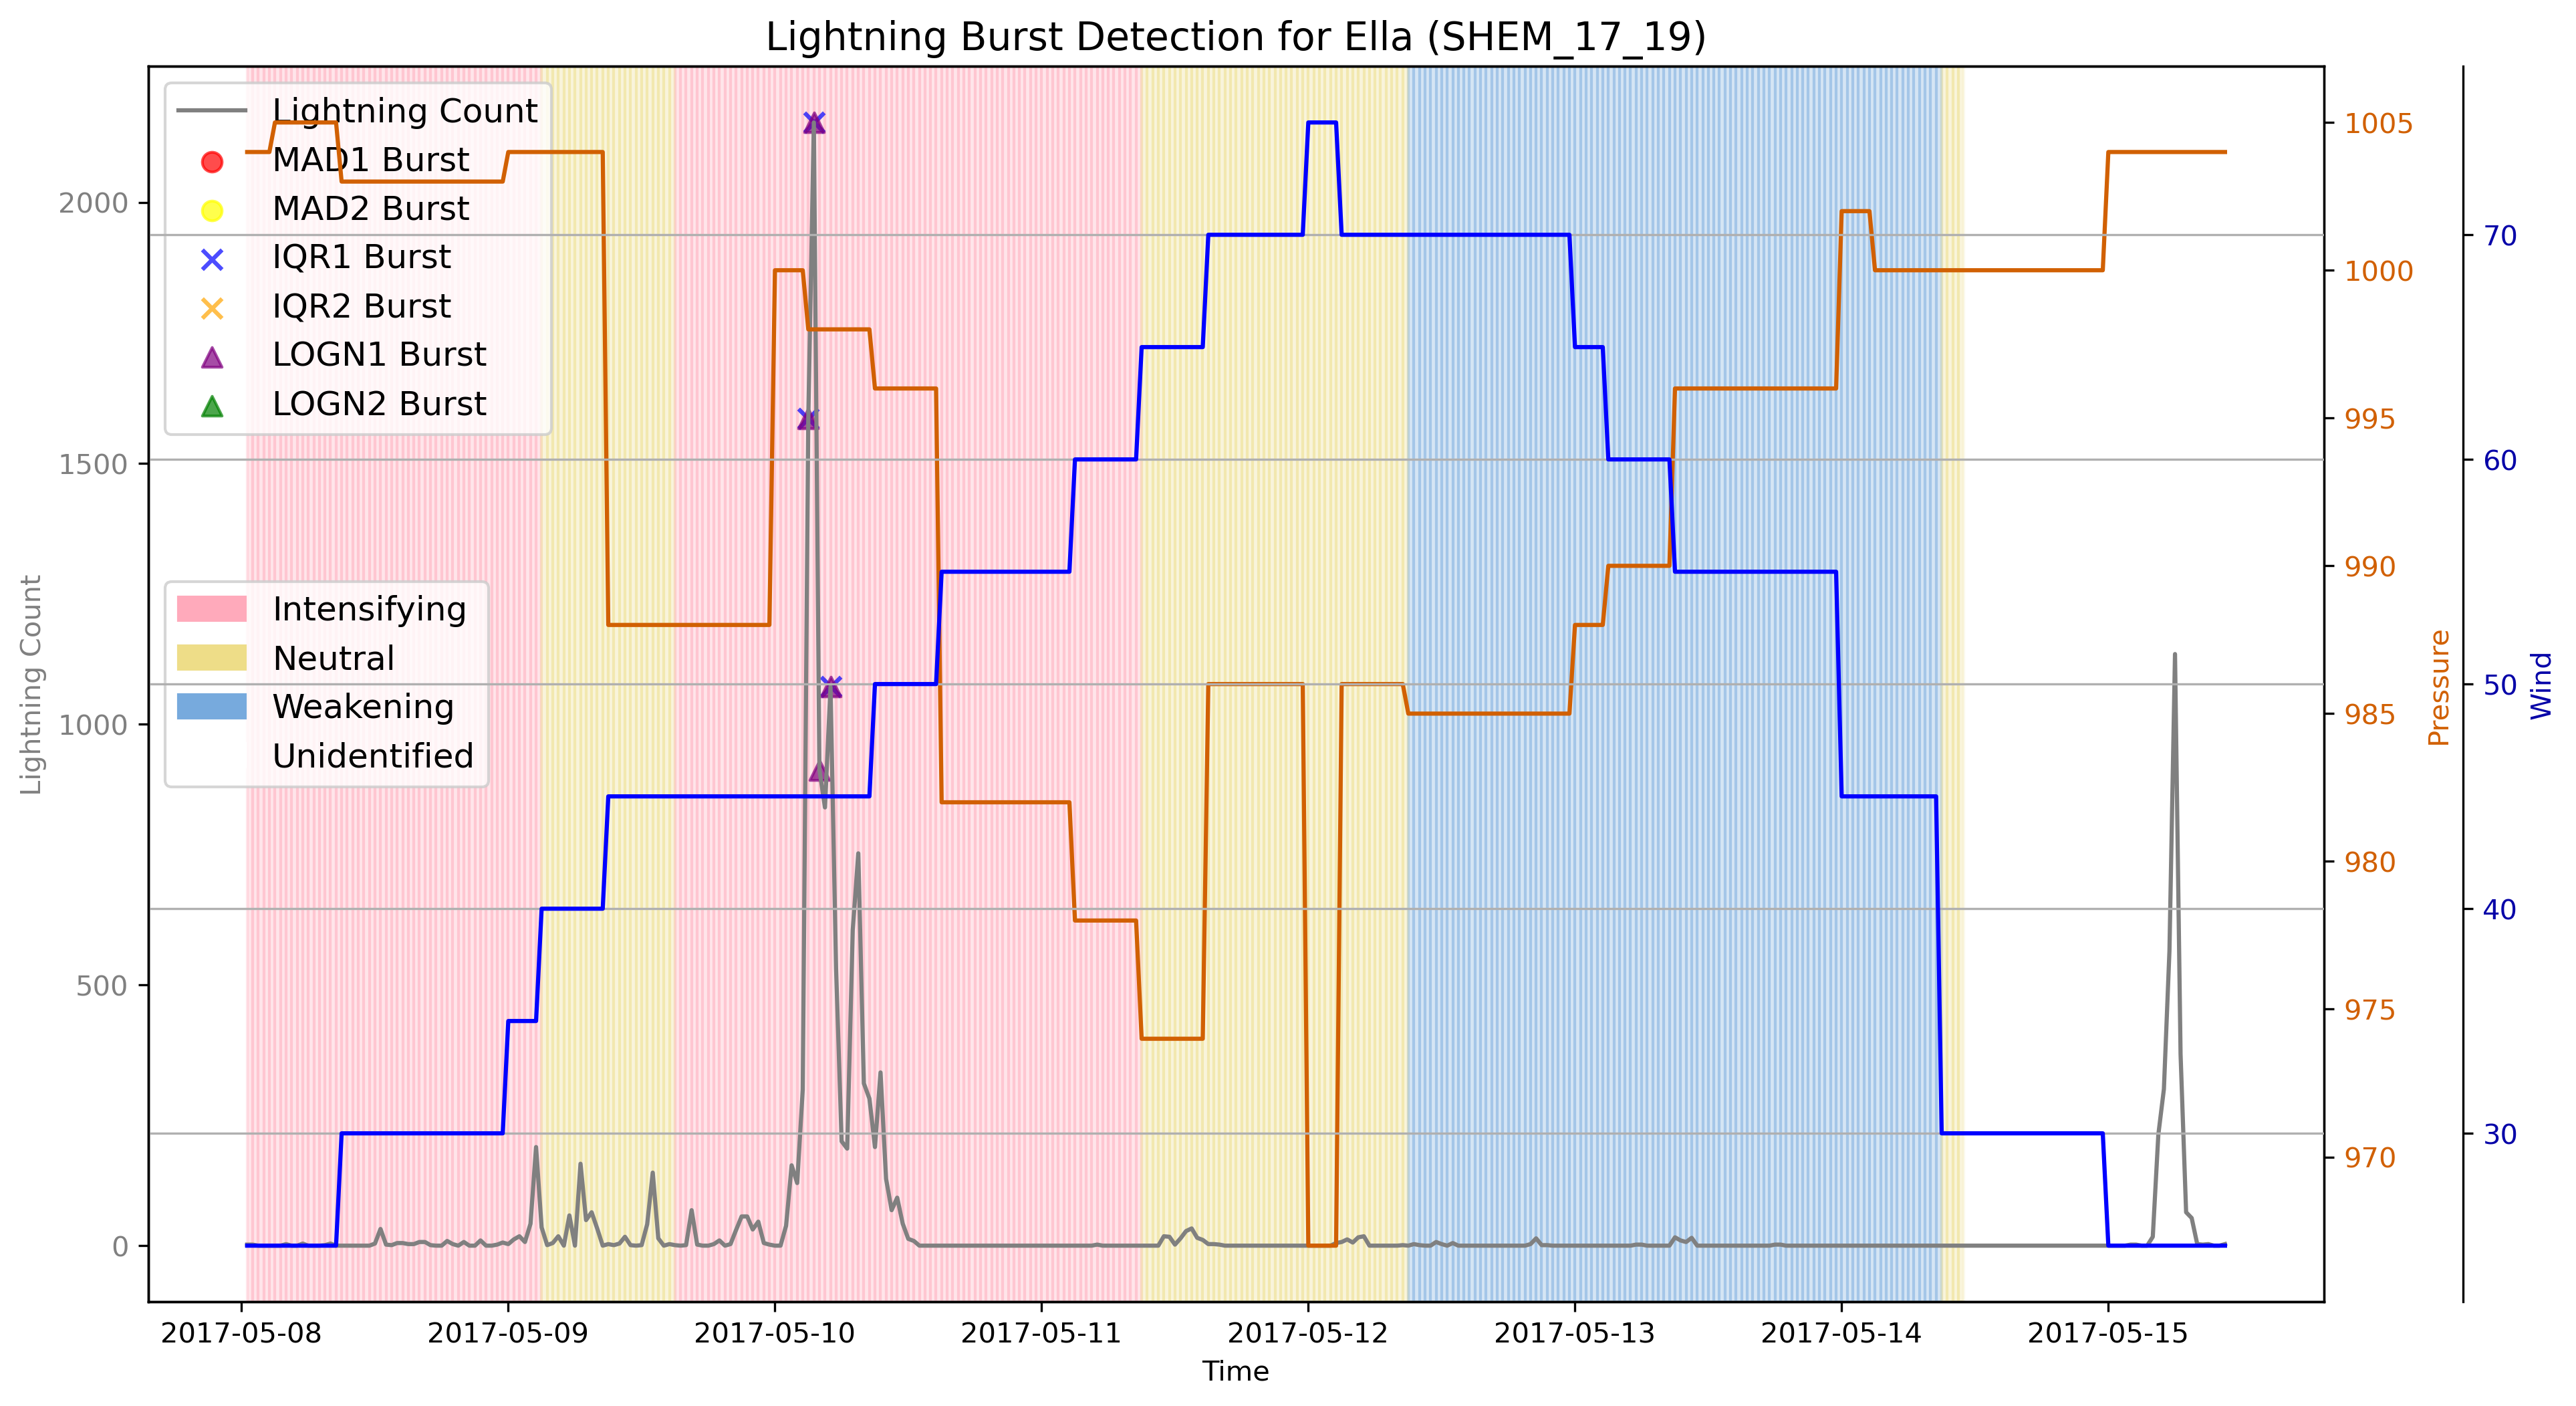 Lightning Burst Detection for Ella (SHEM_17_19)
Lightning Count
MAD1 Burst
MAD2 Burst
IQR1 Burst
IQR2 Burst
LOGN1 Burst
LOGN2 Burst
Intensifying
Neutral
Weakening
Unidentified
Lightning Count
2000
1500
1000
500
0
1005
1000
995
990
985
980
975
970
Pressure
70
60
50
40
30
Wind
2017-05-08
2017-05-09
2017-05-10
2017-05-11
2017-05-12
2017-05-13
2017-05-14
2017-05-15
Time